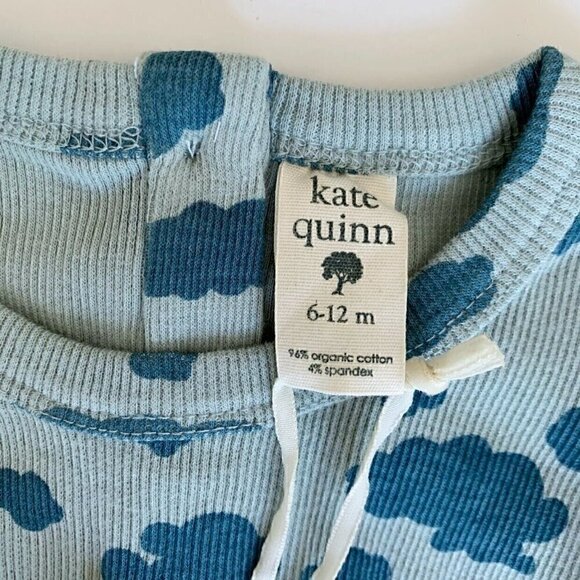 kate
quinn
6-12 m
96% organic cotton
4% spandex